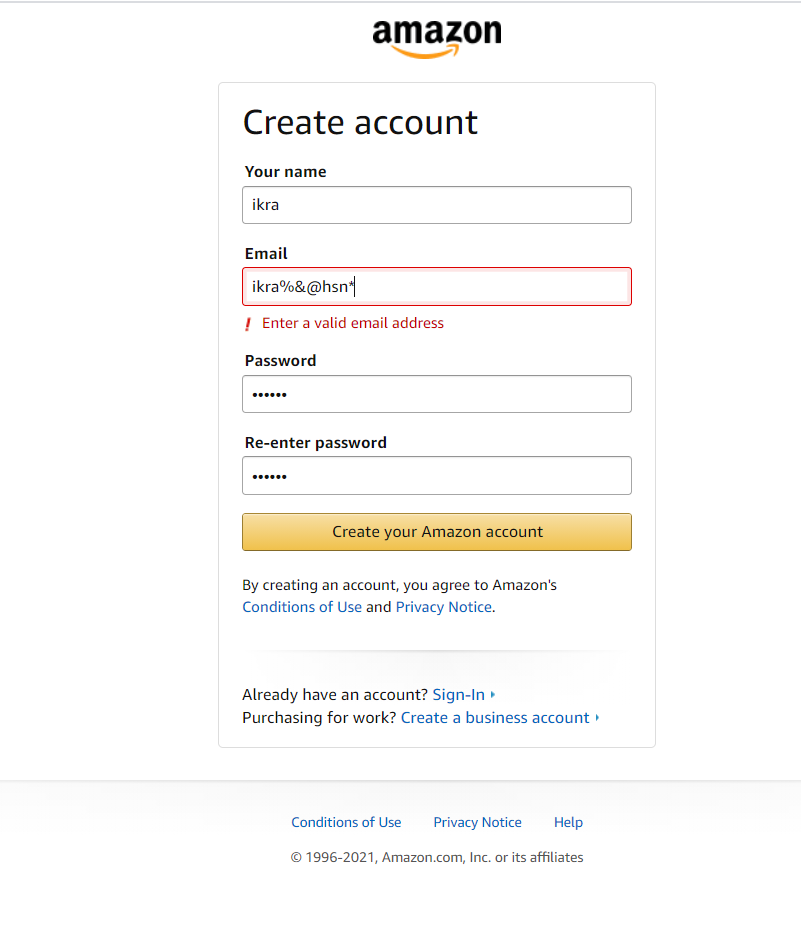 amazon
Create account
Your name
ikra
Email
ikra%&@hsn*
! Enter a valid email address
Password
••••••
Re-enter password
••••••
Create your Amazon account
By creating an account, you agree to Amazon's
Conditions of Use and Privacy Notice.
Already have an account? Sign-In
Purchasing for work? Create a business account
Conditions of Use Privacy Notice Help
© 1996-2021, Amazon.com, Inc. or its affiliates